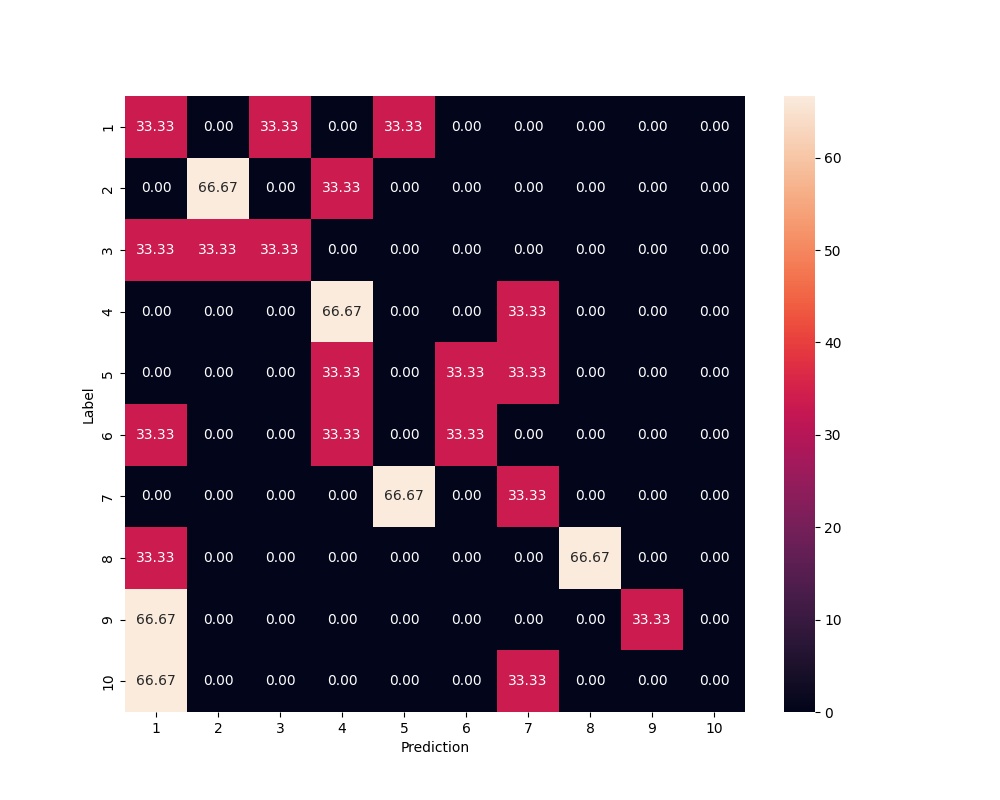 1 33.33 0.00 33.33 0.00 33.33 0.00 0.00 0.00 0.00 0.00
2 0.00 66.67 0.00 33.33 0.00 0.00 0.00 0.00 0.00 0.00
3 33.33 33.33 33.33 0.00 0.00 0.00 0.00 0.00 0.00 0.00
4 0.00 0.00 0.00 66.67 0.00 0.00 33.33 0.00 0.00 0.00
5 0.00 0.00 0.00 33.33 0.00 33.33 33.33 0.00 0.00 0.00
6 33.33 0.00 0.00 33.33 0.00 33.33 0.00 0.00 0.00 0.00
7 0.00 0.00 0.00 0.00 66.67 0.00 33.33 0.00 0.00 0.00
8 33.33 0.00 0.00 0.00 0.00 0.00 0.00 66.67 0.00 0.00
9 66.67 0.00 0.00 0.00 0.00 0.00 0.00 0.00 33.33 0.00
10 66.67 0.00 0.00 0.00 0.00 0.00 33.33 0.00 0.00 0.00
1 2 3 4 5 6 7 8 9 10
Prediction
Label
60
50
40
30
20
10
0